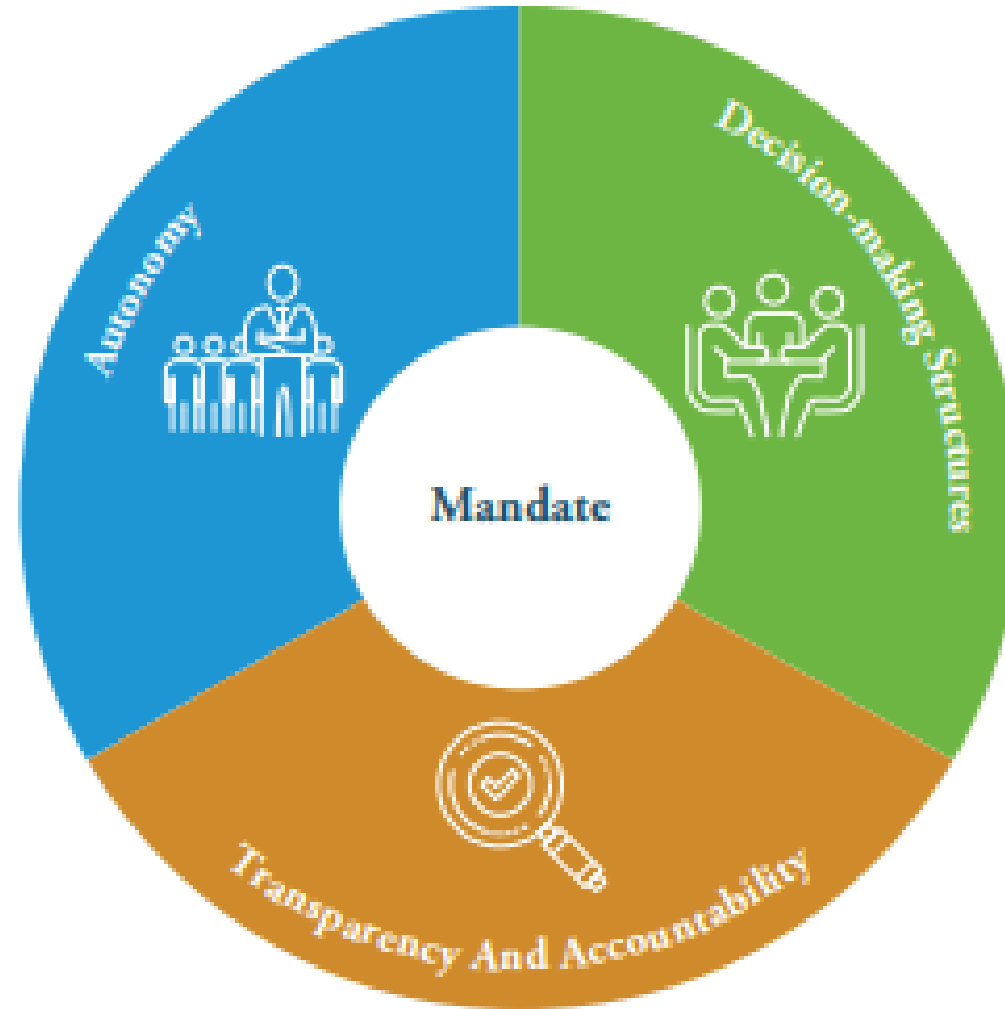 Autonomy
Decision-making Structures
Mandate
Transparency And Accountability